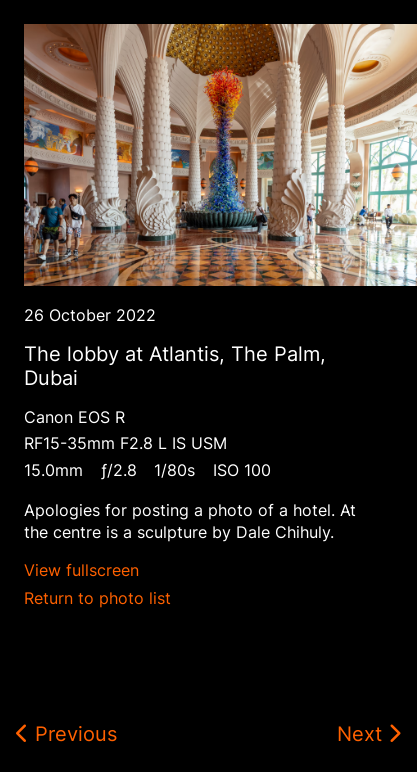 26 October 2022
The lobby at Atlantis, The Palm,
Dubai
Canon EOS R
RF15-35mm F2.8 L IS USM
15.0mm ƒ/2.8 1/80s ISO 100
Apologies for posting a photo of a hotel. At
the centre is a sculpture by Dale Chihuly.
View fullscreen
Return to photo list
Previous Next